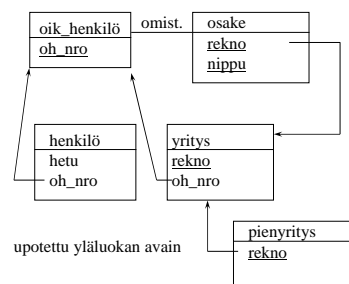 oik_henkilö
oh_nro
omist.
osake
rekno
nippu
henkilö
hetu
oh_nro
yritys
rekno
oh_nro
upotettu yläluokan avain
pienyritys
rekno